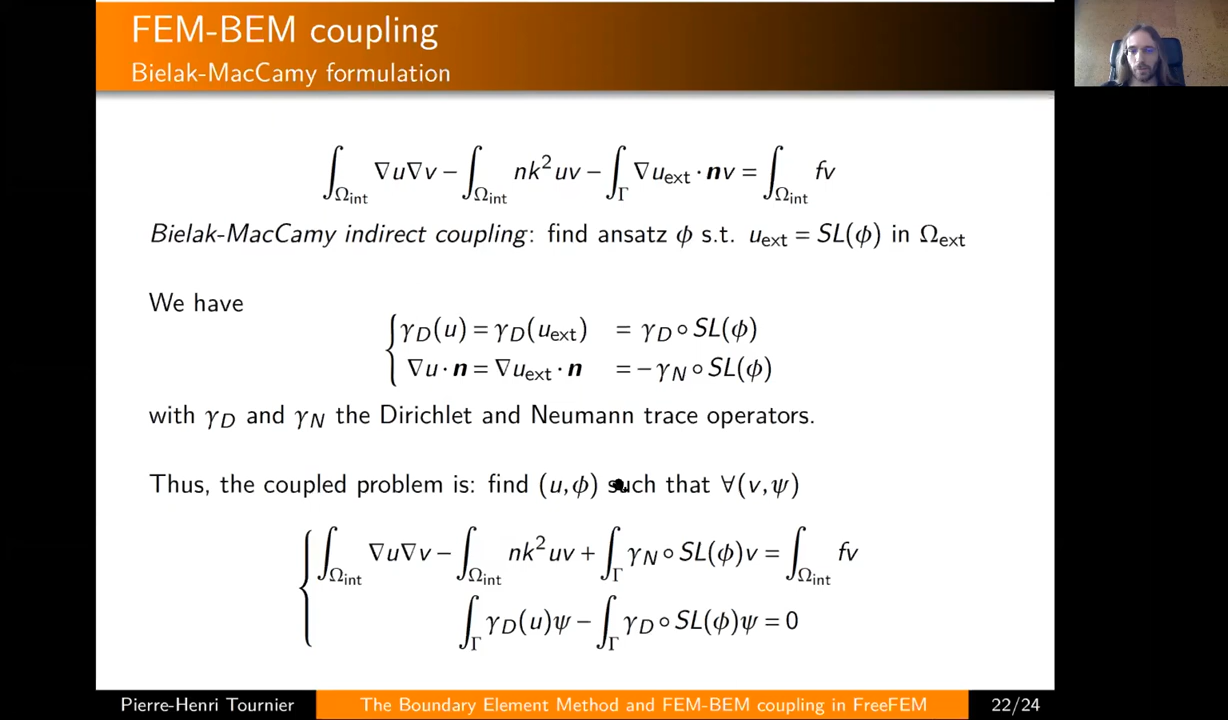 FEM-BEM coupling
Bielak-MacCamy formulation
∫_{Ω_int} ∇u∇v − ∫_{Ω_int} nk²uv − ∫_Γ ∇u_ext · nv = ∫_{Ω_int} fv
Bielak-MacCamy indirect coupling: find ansatz ϕ s.t. u_ext = SL(ϕ) in Ω_ext
We have
γ_D(u) = γ_D(u_ext) = γ_D ∘ SL(ϕ)
∇u · n = ∇u_ext · n = −γ_N ∘ SL(ϕ)
with γ_D and γ_N the Dirichlet and Neumann trace operators.
Thus, the coupled problem is: find (u,ϕ) such that ∀(v,ψ)
∫_{Ω_int} ∇u∇v − ∫_{Ω_int} nk²uv + ∫_Γ γ_N ∘ SL(ϕ)v = ∫_{Ω_int} fv
∫_Γ γ_D(u)ψ − ∫_Γ γ_D ∘ SL(ϕ)ψ = 0
Pierre-Henri Tournier The Boundary Element Method and FEM-BEM coupling in FreeFEM 22/24